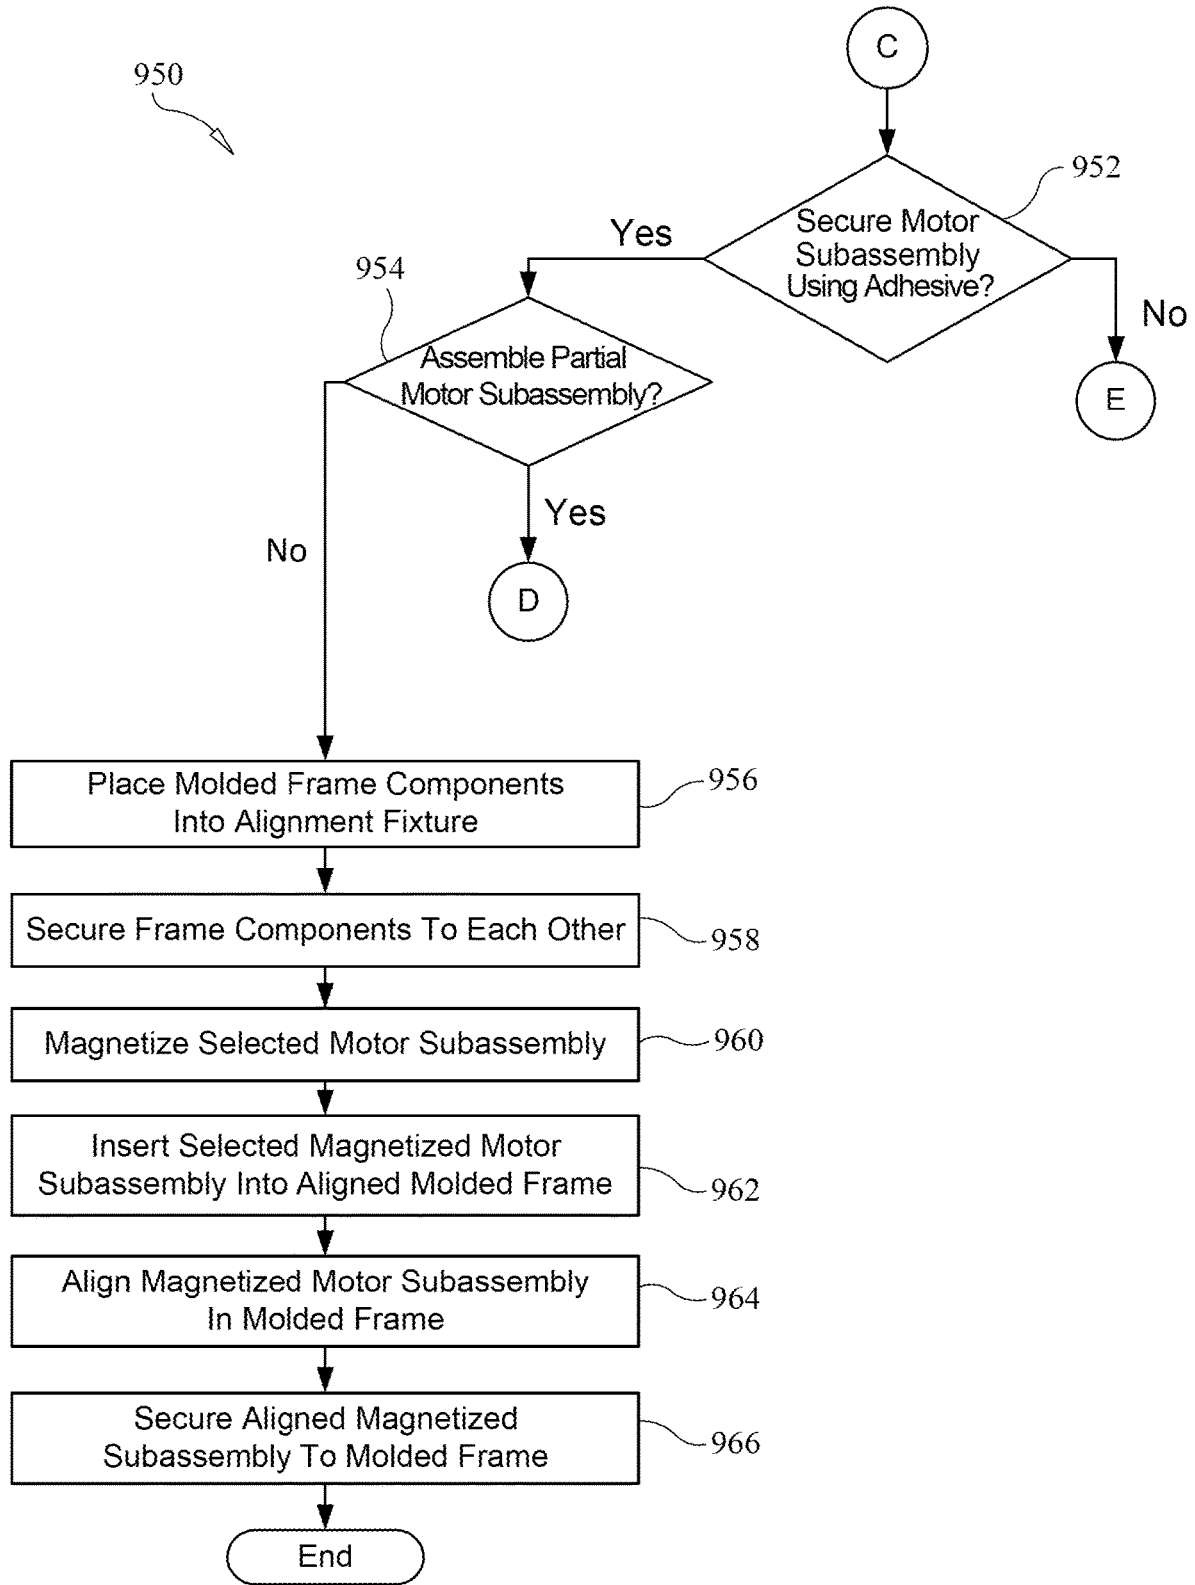 C
950
952
Secure Motor
Subassembly
Using Adhesive?
Yes
No
954
Assemble Partial
Motor Subassembly?
E
Yes
No
D
Place Molded Frame Components
Into Alignment Fixture
956
Secure Frame Components To Each Other
958
Magnetize Selected Motor Subassembly
960
Insert Selected Magnetized Motor
Subassembly Into Aligned Molded Frame
962
Align Magnetized Motor Subassembly
In Molded Frame
964
Secure Aligned Magnetized
Subassembly To Molded Frame
966
End